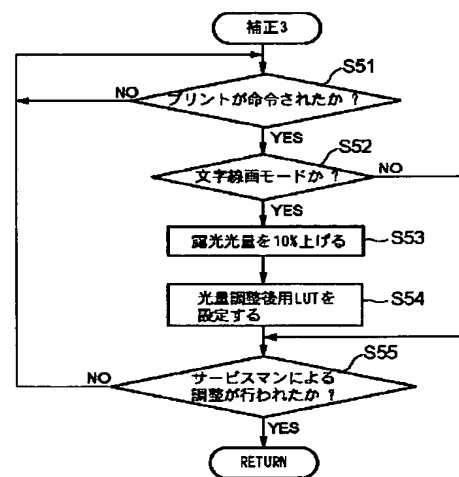 補正3
S51
NO
プリントが命令されたか ?
YES
S52
NO
文字線画モードか ?
YES
露光光量を10%上げる
S53
光量調整後用LUTを
設定する
S54
S55
NO
サービスマンによる
調整が行われたか ?
YES
RETURN